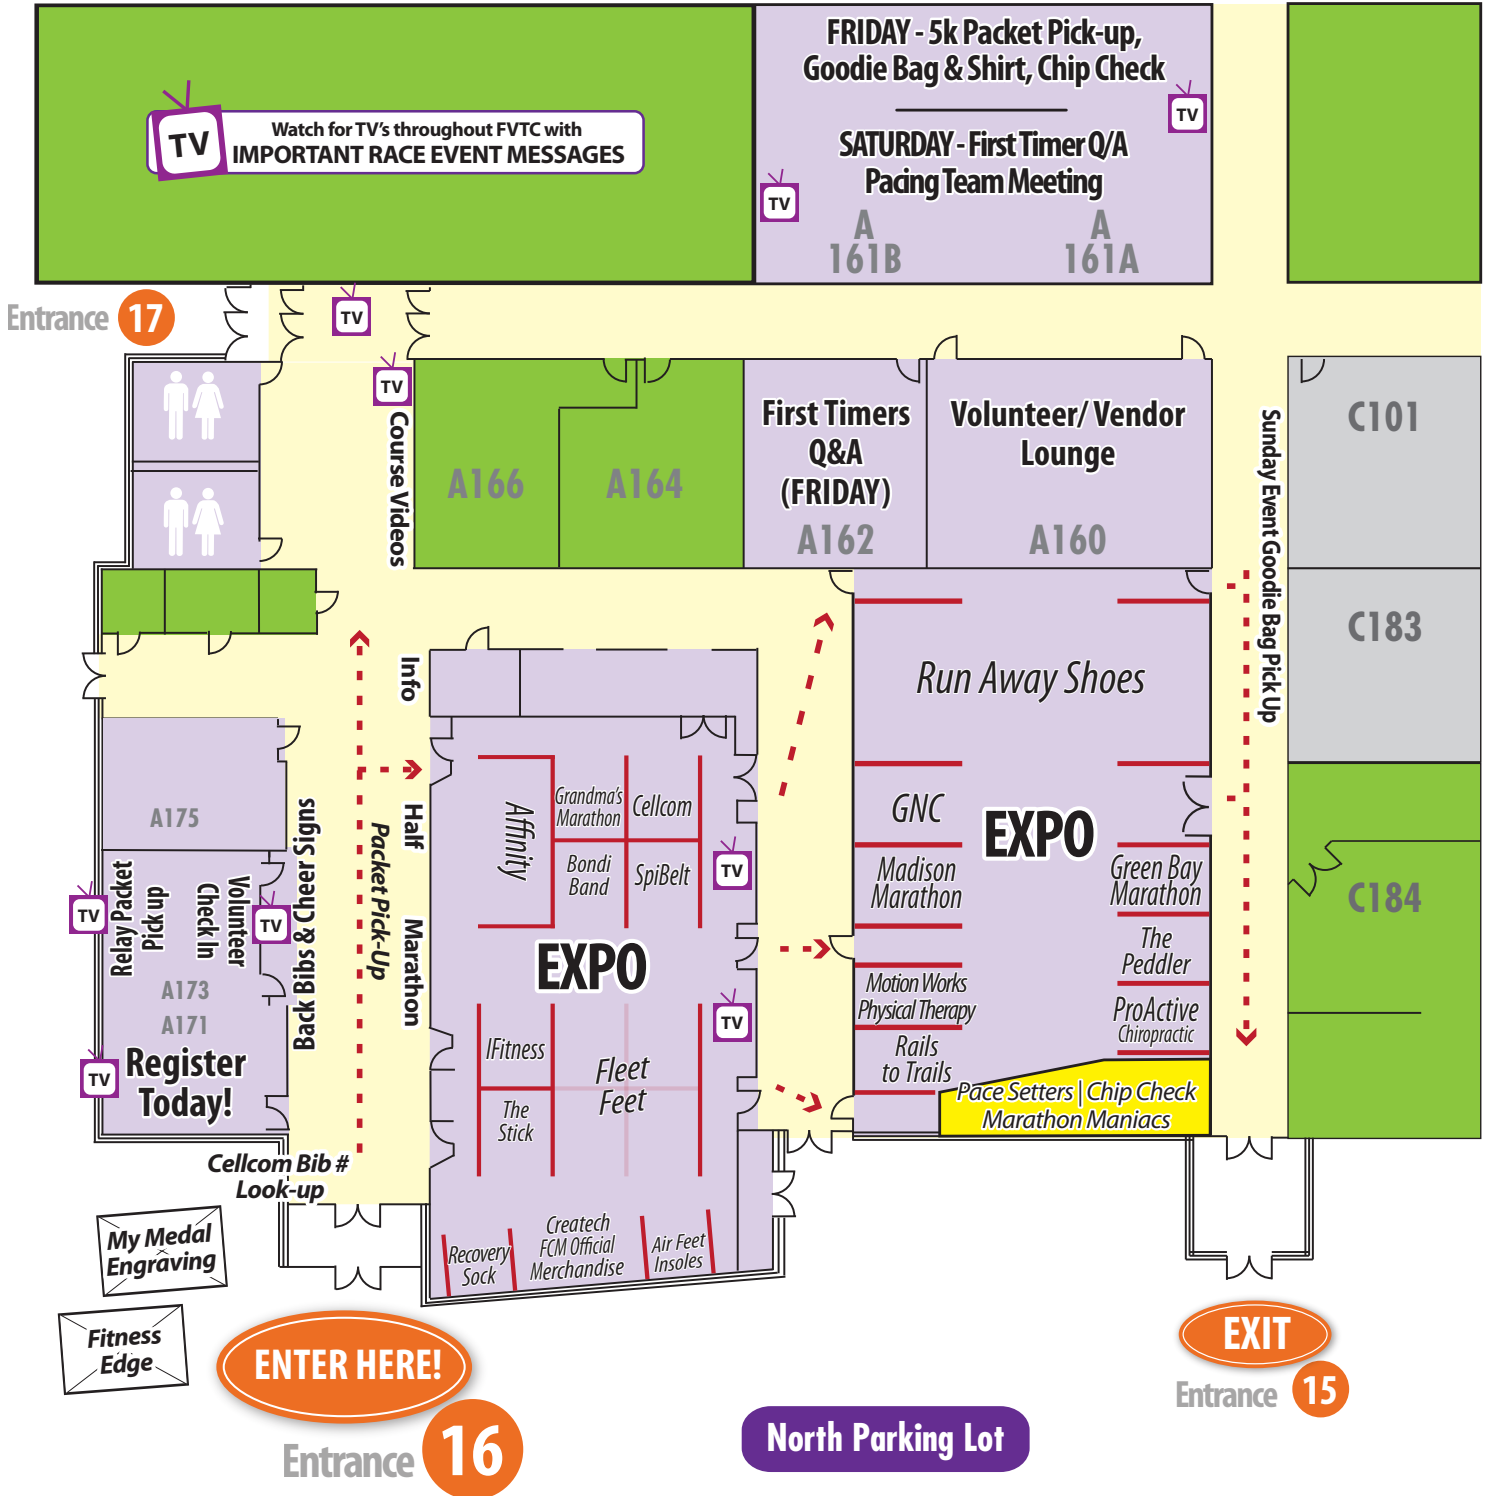 FRIDAY - 5k Packet Pick-up,
Goodie Bag & Shirt, Chip Check
SATURDAY - First Timer Q/A
Pacing Team Meeting
A
161B
A
161A
TV
TV
TV
Watch for TV's throughout FVTC with
IMPORTANT RACE EVENT MESSAGES
Entrance 17
TV
TV
Course Videos
A166
A164
First Timers
Q&A
(FRIDAY)
A162
Volunteer/ Vendor
Lounge
A160
Sunday Event Goodie Bag Pick Up
C101
C183
C184
Info
Half
Marathon
Packet Pick-Up
Back Bibs & Cheer Signs
A175
Relay Packet
Pick up
Volunteer
Check In
TV
TV
A173
A171
TV
Register
Today!
Cellcom Bib #
Look-up
My Medal
Engraving
Fitness
Edge
Affinity
Grandma's
Marathon
Cellcom
Bondi
Band
SpiBelt
TV
EXPO
TV
IFitness
Fleet
Feet
The
Stick
Recovery
Sock
Createch
FCM Official
Merchandise
Air Feet
Insoles
Run Away Shoes
GNC
EXPO
Madison
Marathon
Green Bay
Marathon
The
Peddler
Motion Works
Physical Therapy
ProActive
Chiropractic
Rails
to Trails
Pace Setters | Chip Check
Marathon Maniacs
ENTER HERE!
Entrance 16
North Parking Lot
EXIT
Entrance 15